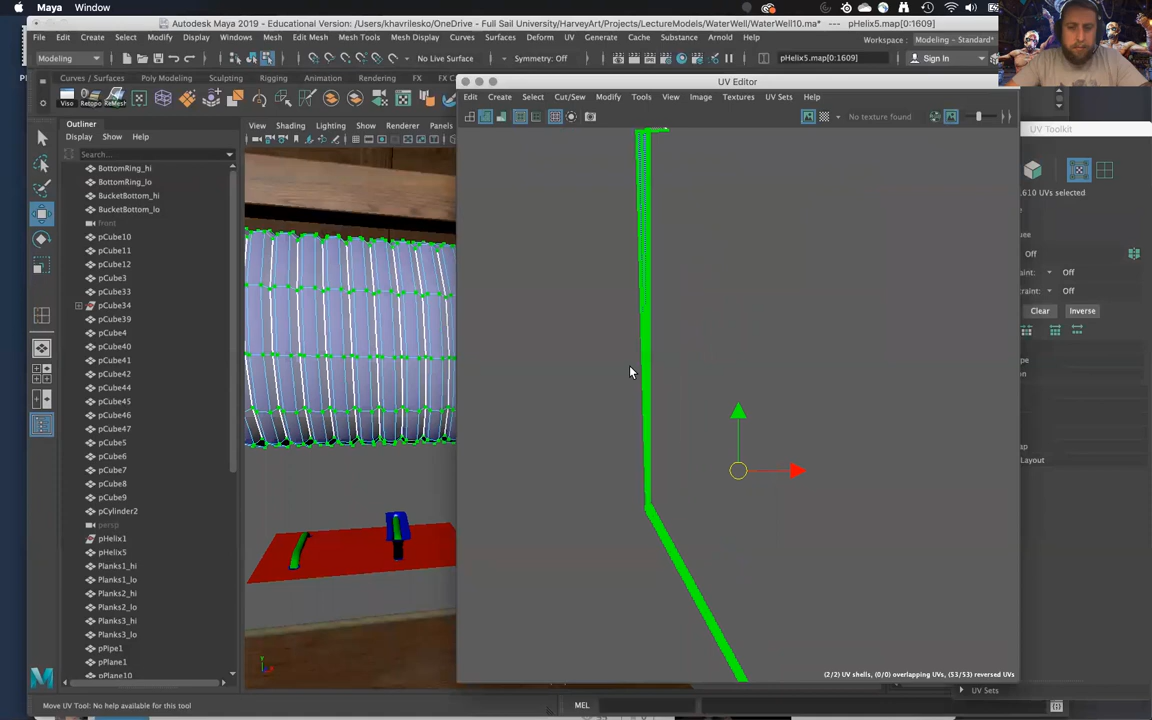 Maya Window
Autodesk Maya 2019 - Educational Version: /Users/khavrilesko/OneDrive - Full Sail University/HarveyArt/Projects/LectureModels/WaterWell/WaterWell10.ma* --- pHelix5.map[0:1609]
File Edit Create Select Modify Display Windows Mesh Edit Mesh Mesh Tools Mesh Display Curves Surfaces Deform UV Generate Cache Substance Arnold Help Workspace : Modeling - Standard*
Modeling No Live Surface Symmetry: Off pHelix5.map[0:1609] Sign In
Curves / Surfaces Poly Modeling Sculpting Rigging Animation Rendering FX
Viso Retopo ReMesh
UV Editor
Edit Create Select Cut/Sew Modify Tools View Image Textures UV Sets Help
No texture found
Outliner
Display Show Help
Search...
View Shading Lighting Show Renderer Panels
BottomRing_hi
BottomRing_lo
BucketBottom_hi
BucketBottom_lo
front
pCube10
pCube11
pCube12
pCube3
pCube33
pCube34
pCube39
pCube4
pCube40
pCube41
pCube42
pCube44
pCube45
pCube46
pCube47
pCube5
pCube6
pCube7
pCube8
pCube9
pCylinder2
persp
pHelix1
pHelix5
Planks1_hi
Planks1_lo
Planks2_hi
Planks2_lo
Planks3_hi
Planks3_lo
pPipe1
pPlane1
pPlane10
UV Toolkit
,610 UVs selected
Off
Off
Clear Inverse
Layout
(2/2) UV shells, (0/0) overlapping UVs, (53/53) reversed UVs
UV Sets
Move UV Tool: No help available for this tool
MEL